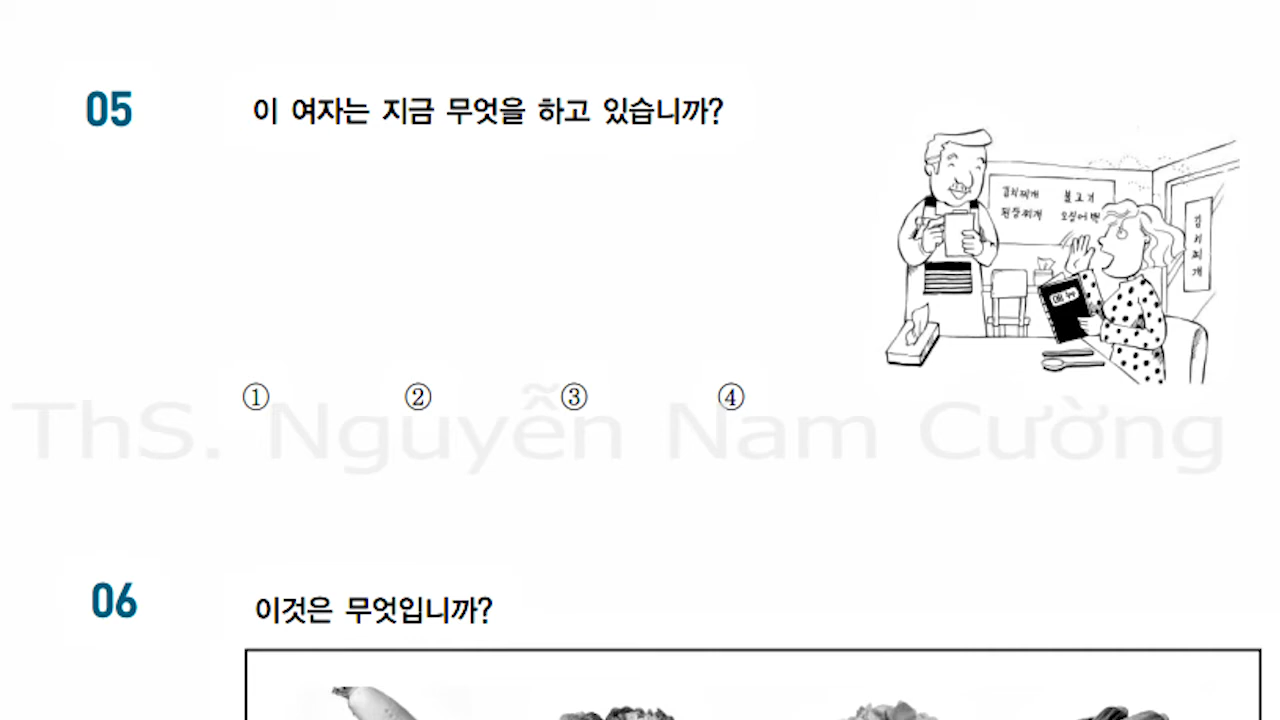 05
이 여자는 지금 무엇을 하고 있습니까?
김치찌개 불고기
된장찌개 오징어볶
메뉴
김치찌개
① ② ③ ④
ThS. Nguyễn Nam Cường
06
이것은 무엇입니까?